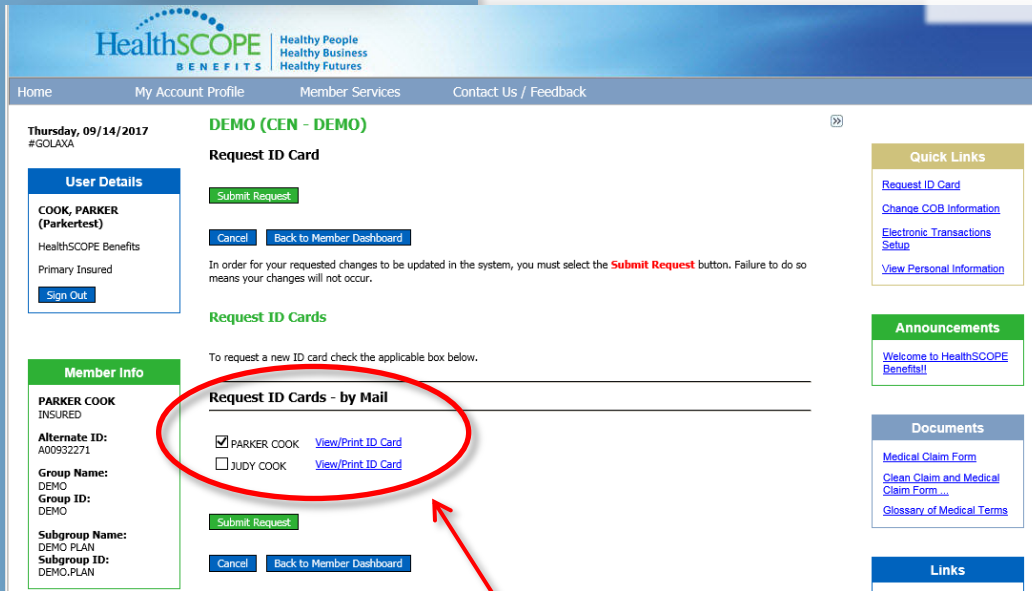 HealthSCOPE
BENEFITS
Healthy People
Healthy Business
Healthy Futures
Home
My Account Profile
Member Services
Contact Us / Feedback
Thursday, 09/14/2017
#GOLAXA
User Details
COOK, PARKER
(Parkertest)
HealthSCOPE Benefits
Primary Insured
Sign Out
Member Info
PARKER COOK
INSURED
Alternate ID:
A00932271
Group Name:
DEMO
Group ID:
DEMO
Subgroup Name:
DEMO PLAN
Subgroup ID:
DEMO.PLAN
DEMO (CEN - DEMO)
Request ID Card
Submit Request
Cancel
Back to Member Dashboard
In order for your requested changes to be updated in the system, you must select the Submit Request button. Failure to do so
means your changes will not occur.
Request ID Cards
To request a new ID card check the applicable box below.
Request ID Cards - by Mail
PARKER COOK View/Print ID Card
JUDY COOK View/Print ID Card
Submit Request
Cancel
Back to Member Dashboard
Quick Links
Request ID Card
Change COB Information
Electronic Transactions
Setup
View Personal Information
Announcements
Welcome to HealthSCOPE
Benefits!!
Documents
Medical Claim Form
Clean Claim and Medical
Claim Form ...
Glossary of Medical Terms
Links